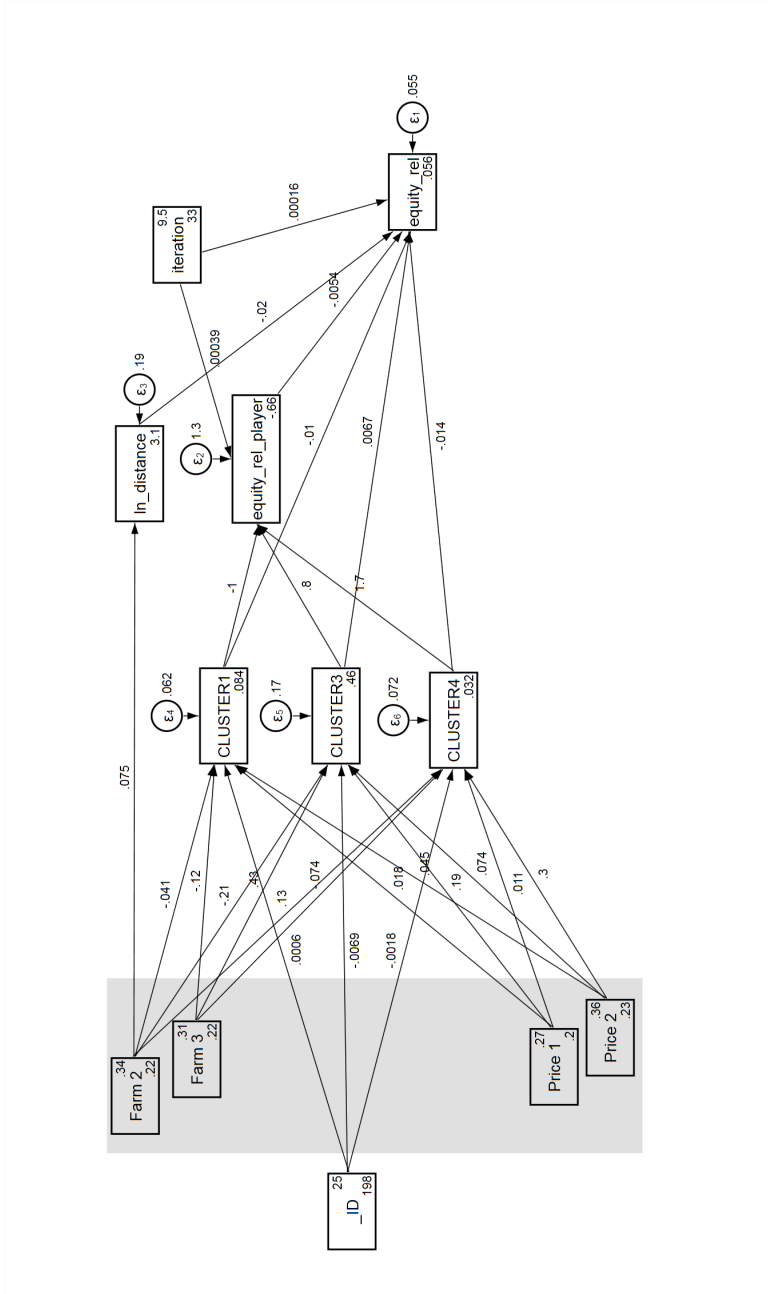 .055
ε1
equity_rel
.056
.00016
9.5
iteration
33
-.0054
-.02
.00039
.19
ε3
ln_distance
3.1
1.3
ε2
equity_rel_player
-.66
-.01
.0067
-.014
-1
.8
1.7
.062
ε4
CLUSTER1
.084
.17
ε5
CLUSTER3
.46
.072
ε6
CLUSTER4
.032
.075
-.041
-.12
-.21
.43
.13
-.074
.018
.045
.19
.074
.011
.3
.0006
-.0069
-.0018
.34
Farm 2
.22
.31
Farm 3
.22
.27
Price 1
.2
.36
Price 2
.23
25
_ID
198